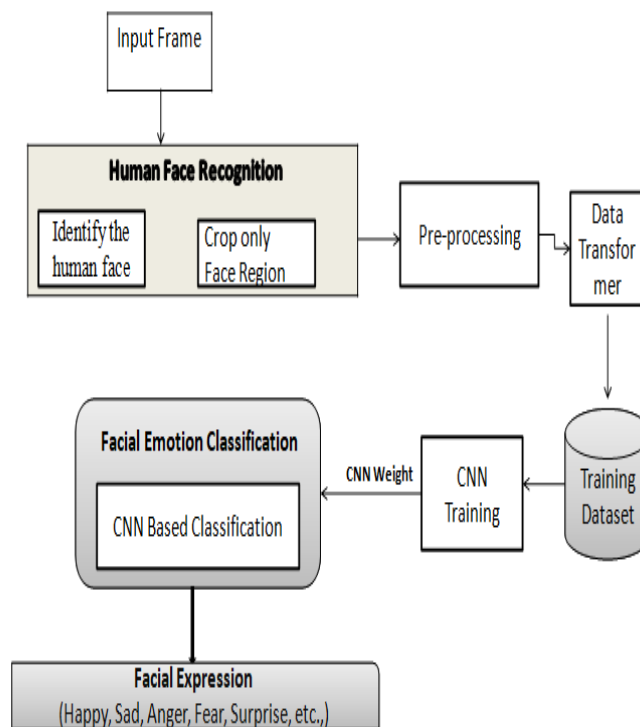 Input Frame
Human Face Recognition
Identify the
human face
Crop only
Face Region
Pre-processing
Data
Transfor
mer
Training
Dataset
CNN
Training
CNN Weight
Facial Emotion Classification
CNN Based Classification
Facial Expression
(Happy, Sad, Anger, Fear, Surprise, etc.,)